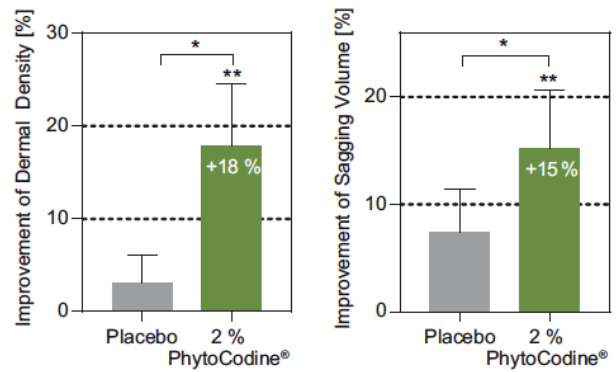 Improvement of Dermal Density [%]
30
20
10
0
*
**
+18 %
Placebo
2 %
PhytoCodine®
Improvement of Sagging Volume [%]
20
10
0
*
**
+15 %
Placebo
2 %
PhytoCodine®